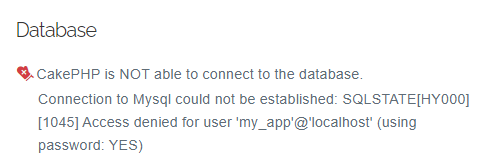 Database
CakePHP is NOT able to connect to the database.
Connection to Mysql could not be established: SQLSTATE[HY000]
[1045] Access denied for user 'my_app'@'localhost' (using
password: YES)